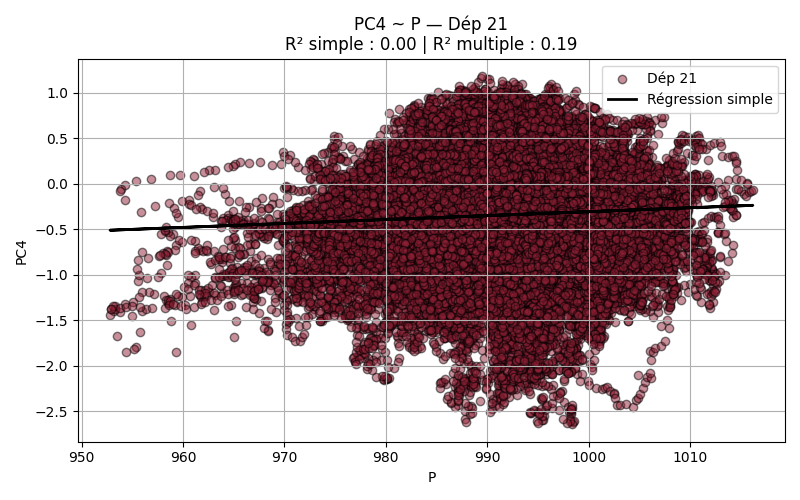 PC4 ~ P — Dép 21
R² simple : 0.00 | R² multiple : 0.19
Dép 21
Régression simple
1.0
0.5
0.0
−0.5
−1.0
−1.5
−2.0
−2.5
PC4
950 960 970 980 990 1000 1010
P